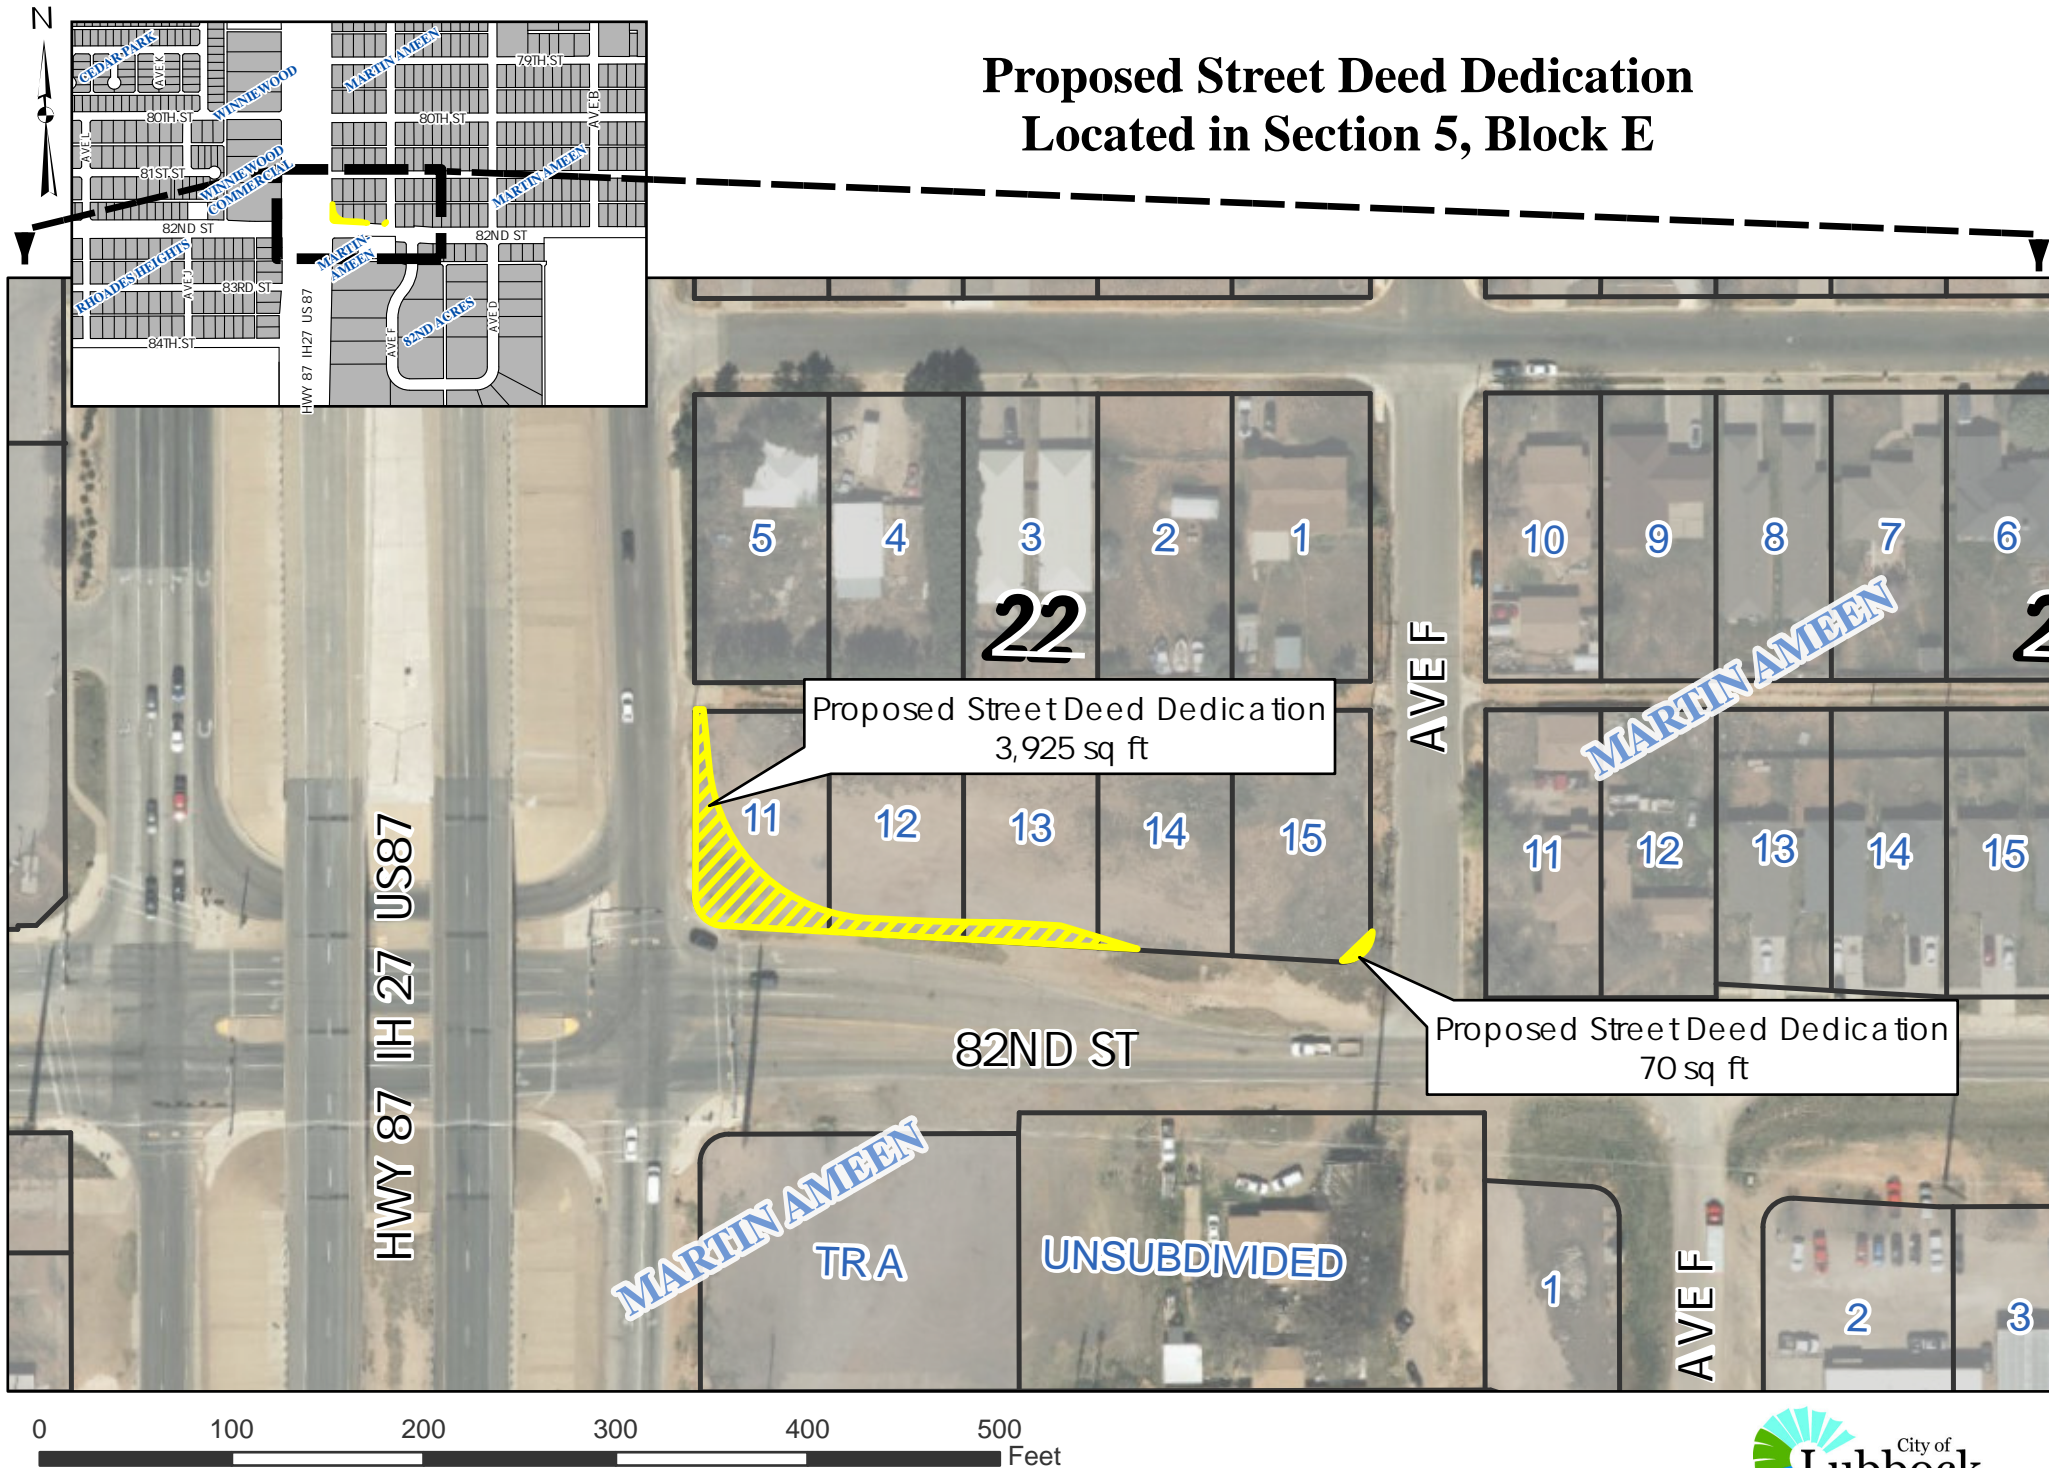 N
Proposed Street Deed Dedication
Located in Section 5, Block E
CEDAR PARK
AVE K
WINNIEWOOD
MARTIN AMEEN
79TH ST
80TH ST
80TH ST
AVE B
AVE L
81ST ST
WINNIEWOOD
COMMERCIAL
MARTIN AMEEN
82ND ST
82ND ST
MARTIN-
AMEEN
RHOADES HEIGHTS
AVE J
83RD ST
84TH ST
HWY 87 IH27 US87
AVE F
82ND ACRES
AVE D
5 4 3 2 1
10 9 8 7 6
22
AVE F
MARTIN AMEEN
Proposed Street Deed Dedication
3,925 sq ft
11 12 13 14 15
11 12 13 14 15
HWY 87 IH 27 US87
82ND ST
Proposed Street Deed Dedication
70 sq ft
MARTIN AMEEN
TR A
UNSUBDIVIDED
1
AVE F
2
3
0 100 200 300 400 500
Feet
City of
Lubbock